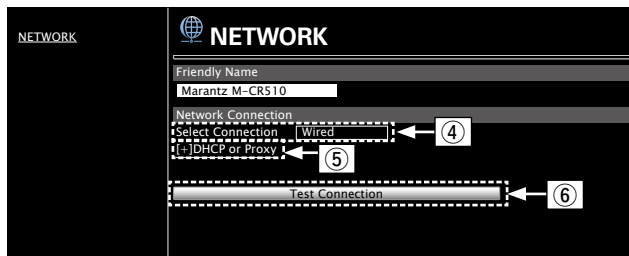 NETWORK
NETWORK
Friendly Name
Marantz M-CR510
Network Connection
Select Connection Wired ④
[+]DHCP or Proxy ⑤
Test Connection ⑥